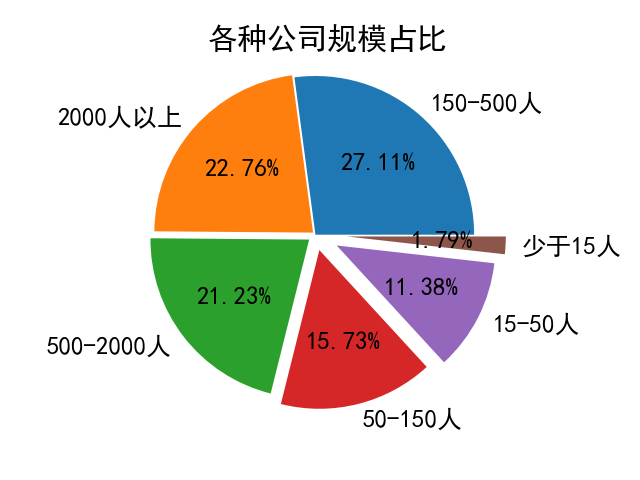 各种公司规模占比
150-500人
27.11%
2000人以上
22.76%
500-2000人
21.23%
50-150人
15.73%
15-50人
11.38%
少于15人
1.79%